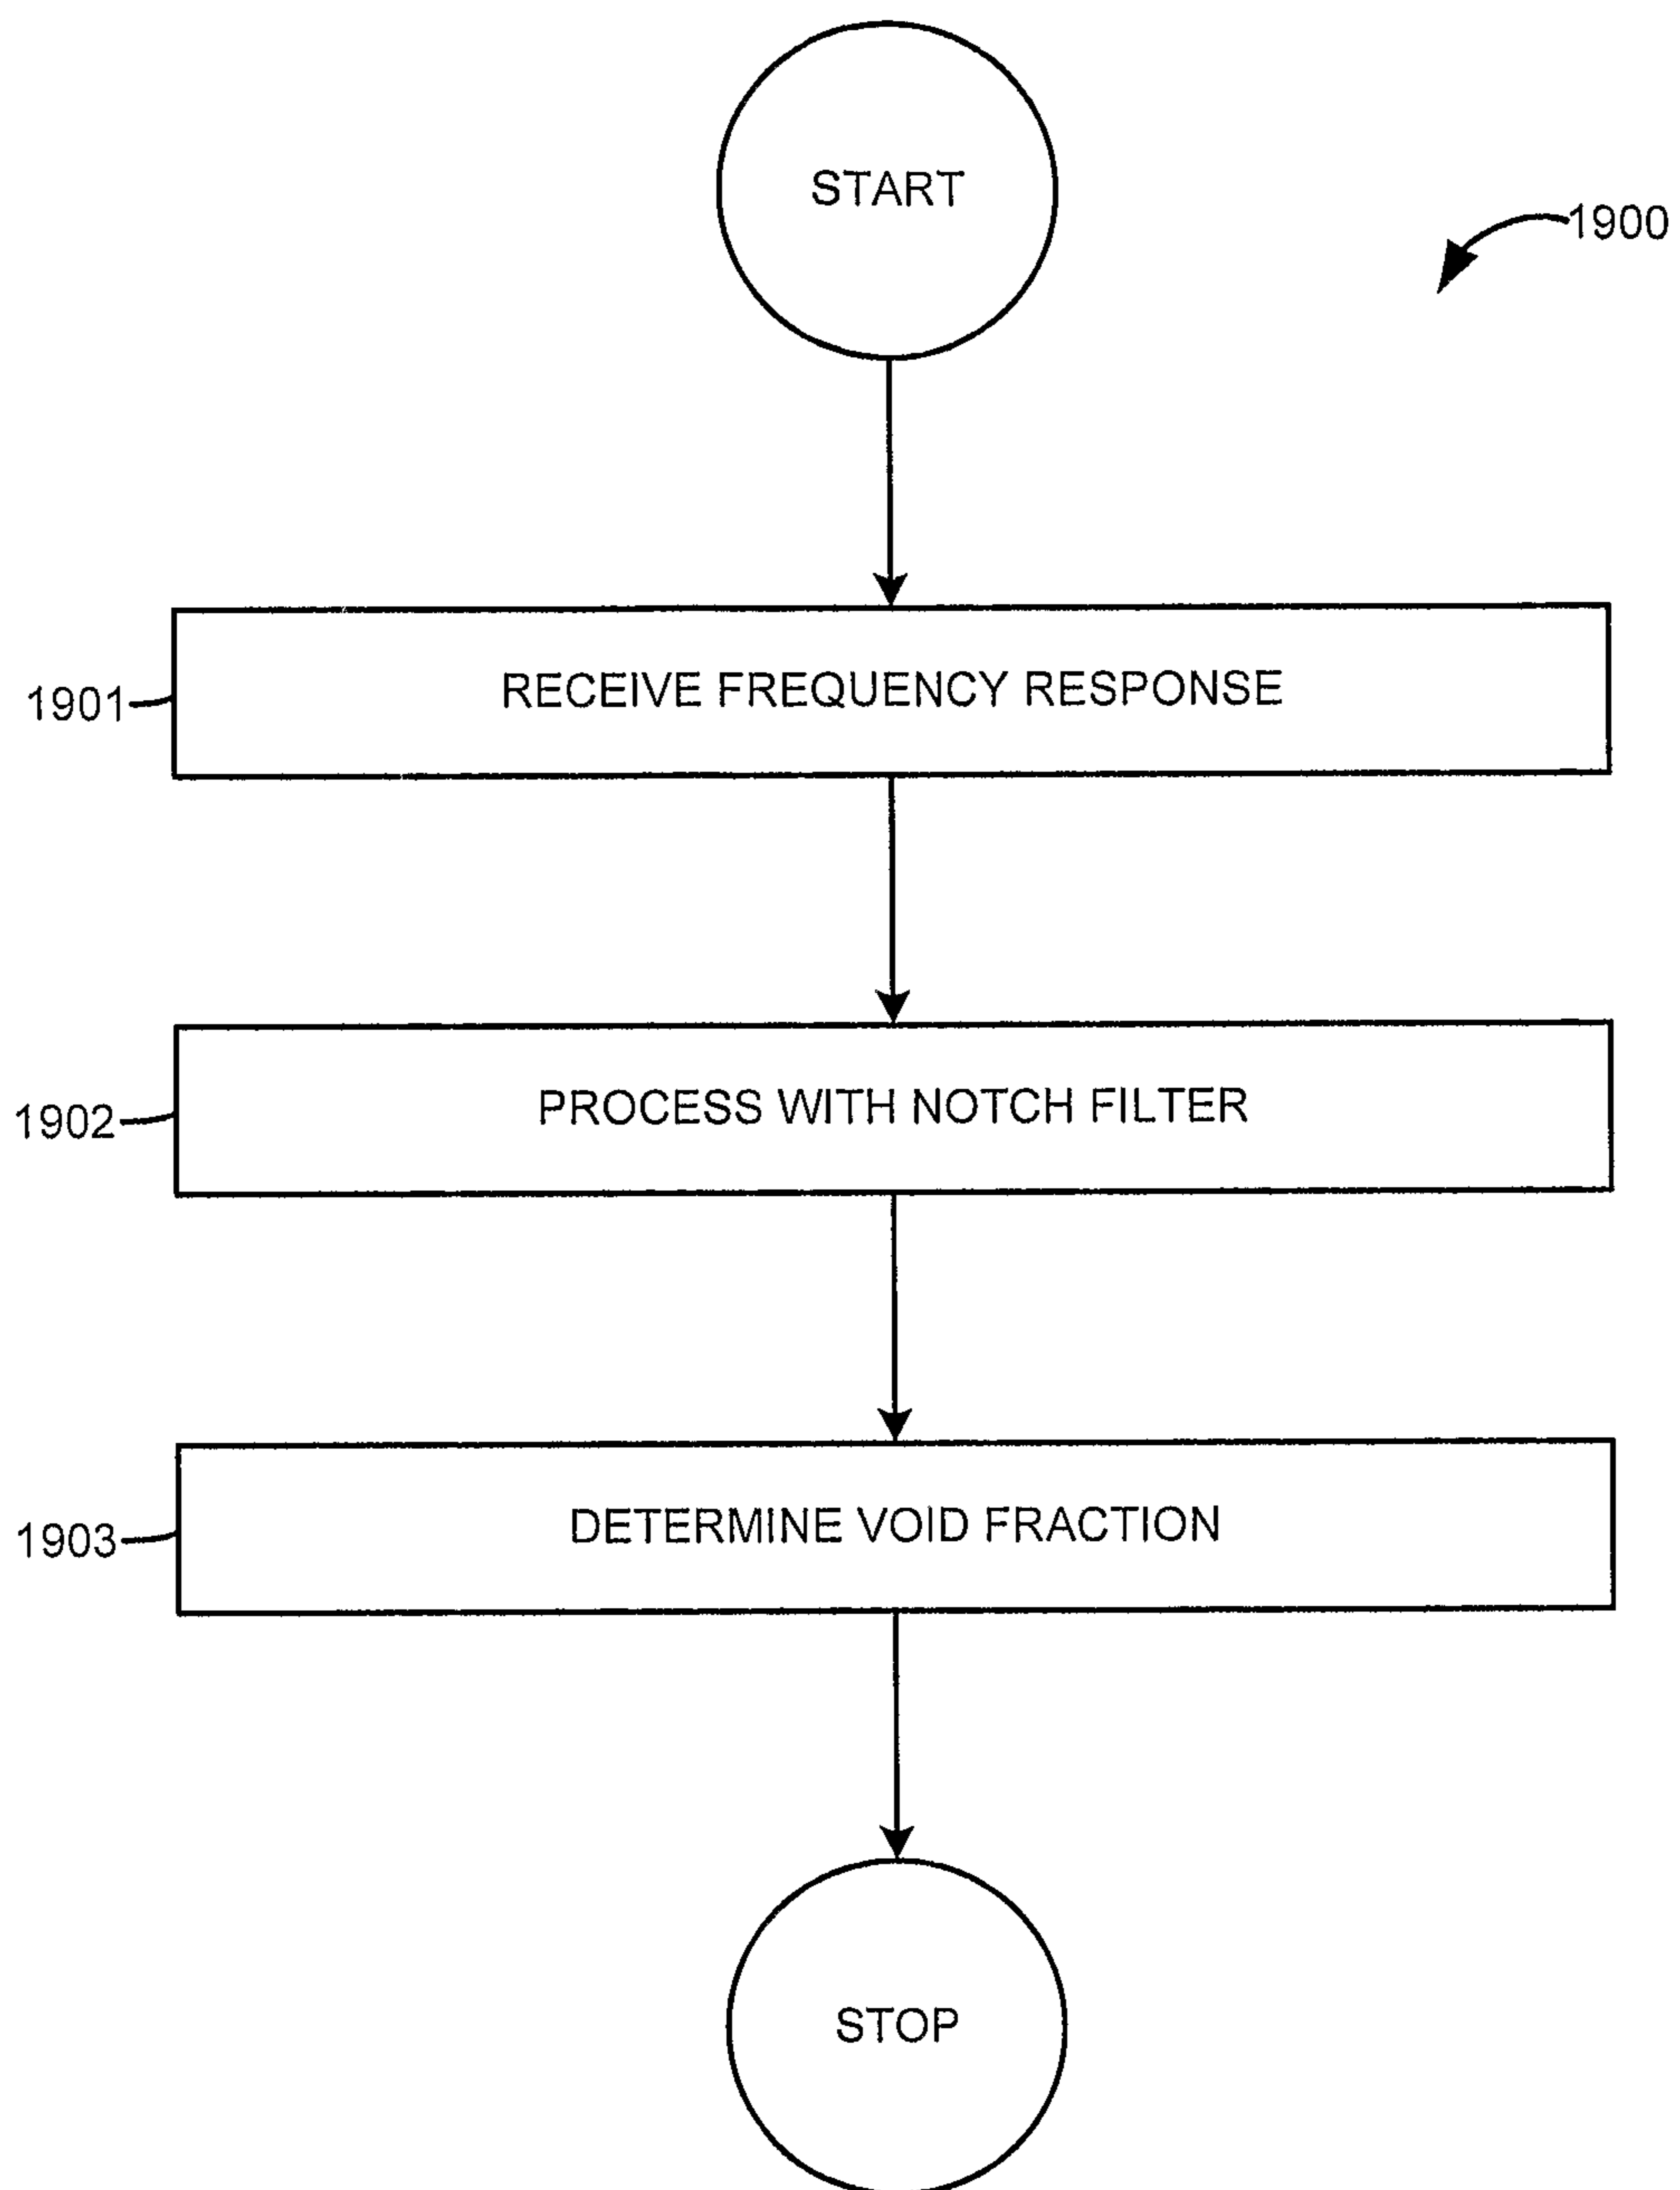 START
1900
RECEIVE FREQUENCY RESPONSE
1901
PROCESS WITH NOTCH FILTER
1902
DETERMINE VOID FRACTION
1903
STOP